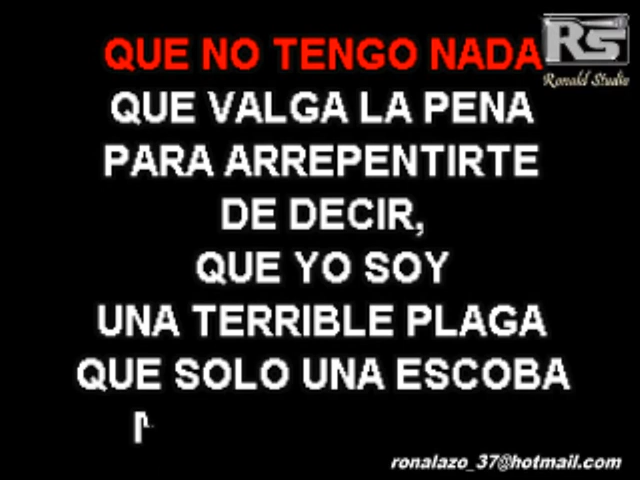 QUE NO TENGO NADA
QUE VALGA LA PENA
PARA ARREPENTIRTE
DE DECIR,
QUE YO SOY
UNA TERRIBLE PLAGA
QUE SOLO UNA ESCOBA
RS
Ronald Studio
ronalazo_37@hotmail.com